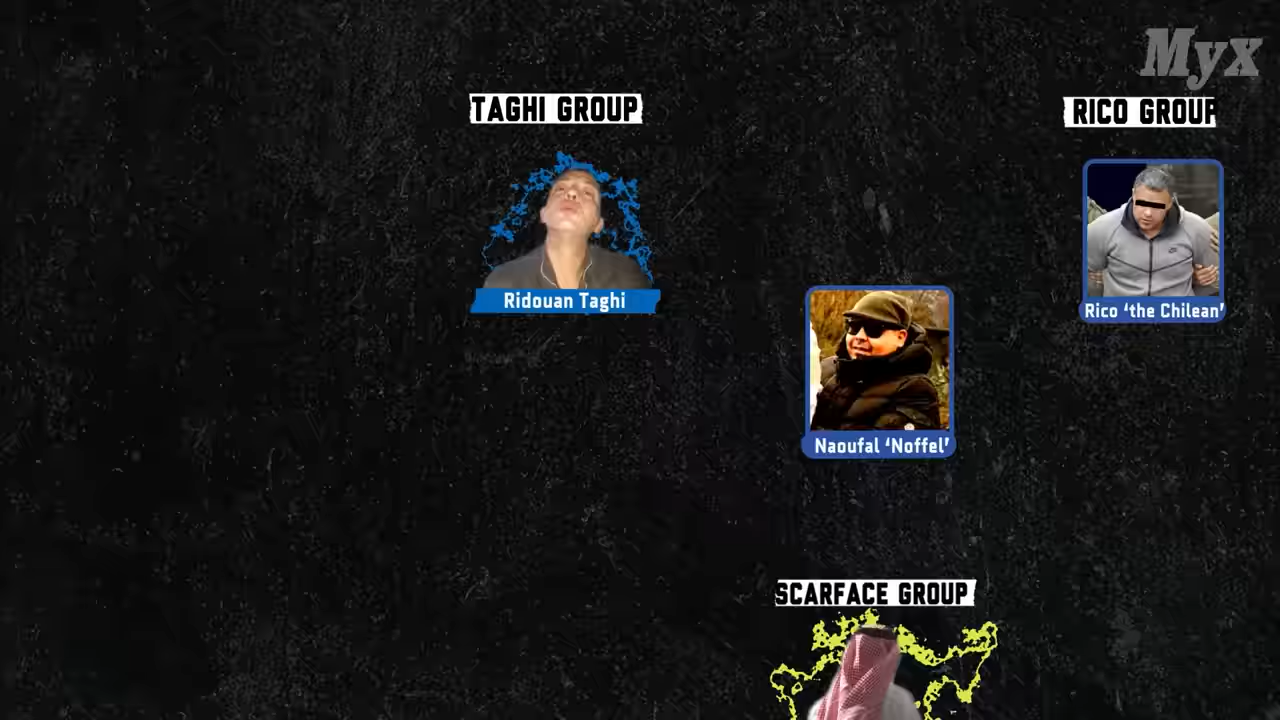 MyX
TAGHI GROUP
RICO GROUP
Ridouan Taghi
Rico ‘the Chilean’
Naoufal ‘Noffel’
SCARFACE GROUP